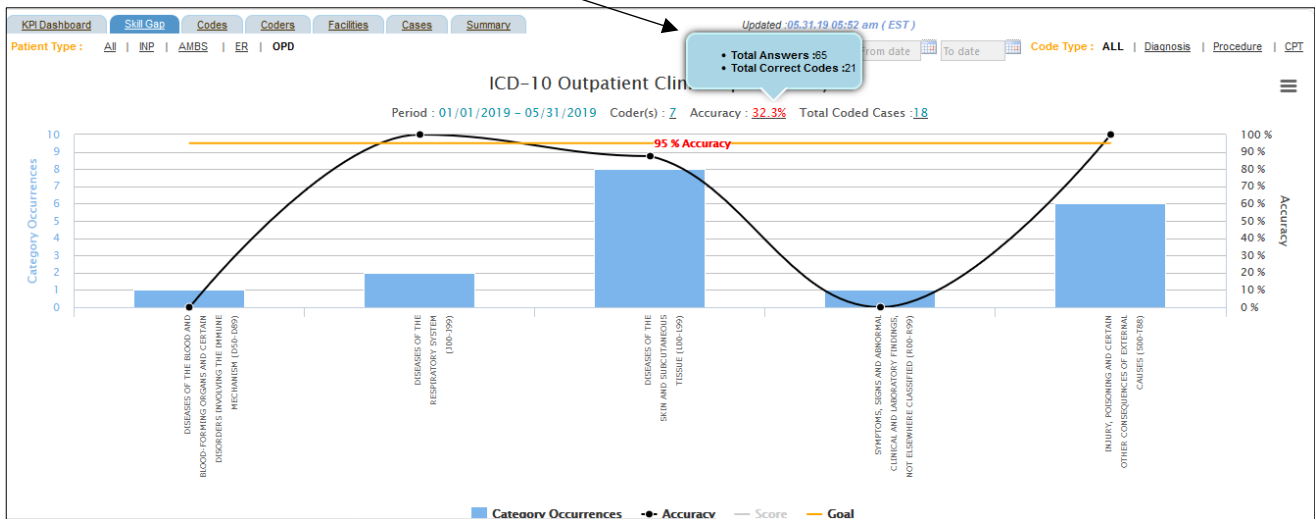 KPI Dashboard Skill Gap Codes Coders Facilities Cases Summary
Updated :05.31.19 05:52 am ( EST )
Patient Type : All | INP | AMBS | ER | OPD
From date To date Code Type : ALL | Diagnosis | Procedure | CPT
• Total Answers :65
• Total Correct Codes :21
ICD-10 Outpatient Clin
Period : 01/01/2019 - 05/31/2019 Coder(s) : 7 Accuracy : 32.3% Total Coded Cases :18
Category Occurrences
10
9
8
7
6
5
4
3
2
1
0
95 % Accuracy
100 %
90 %
80 %
70 %
60 %
50 %
40 %
30 %
20 %
10 %
0 %
Accuracy
DISEASES OF THE BLOOD AND
BLOOD-FORMING ORGANS AND CERTAIN
DISORDERS INVOLVING THE IMMUNE
MECHANISM (D50-D89)
DISEASES OF THE
RESPIRATORY SYSTEM
(J00-J99)
DISEASES OF THE
SKIN AND SUBCUTANEOUS
TISSUE (L00-L99)
SYMPTOMS, SIGNS AND ABNORMAL
CLINICAL AND LABORATORY FINDINGS,
NOT ELSEWHERE CLASSIFIED (R00-R99)
INJURY, POISONING AND CERTAIN
OTHER CONSEQUENCES OF EXTERNAL
CAUSES (S00-T88)
Category Occurrences Accuracy Score Goal